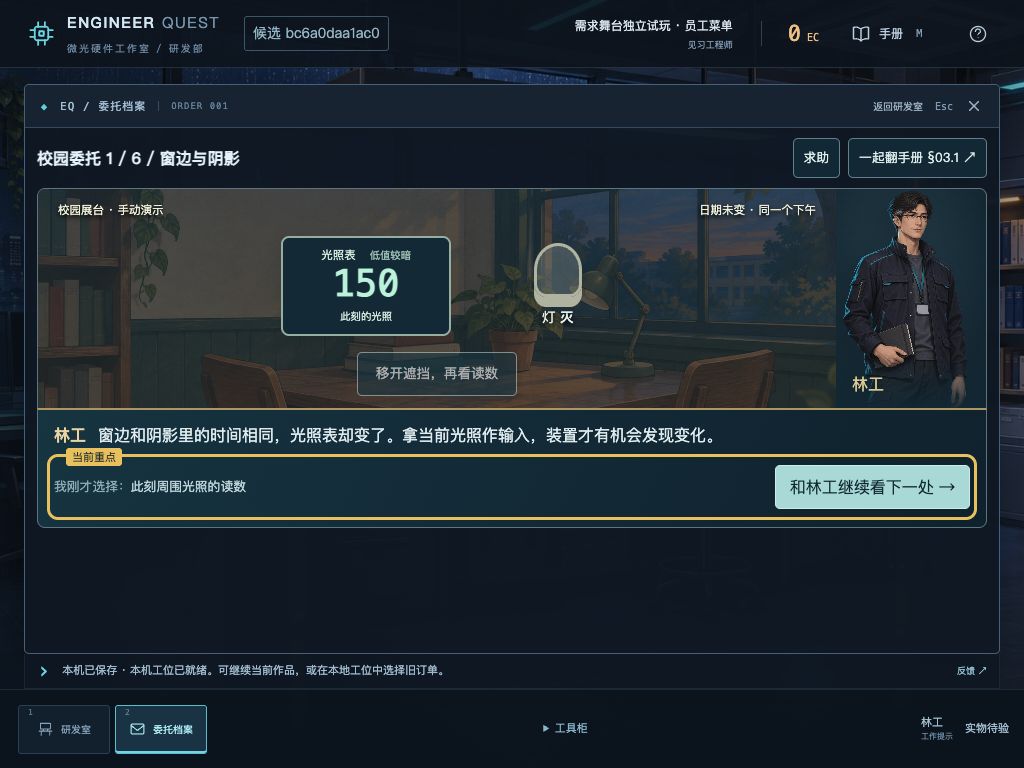 ENGINEER QUEST
微光硬件工作室 / 研发部
候选 bc6a0daa1ac0
需求舞台独立试玩 · 员工菜单
见习工程师
0 EC
手册 M
?
EQ / 委托档案 | ORDER 001
返回研发室 Esc ×
校园委托 1 / 6 / 窗边与阴影
求助
一起翻手册 §03.1 ↗
校园展台 · 手动演示
日期未变 · 同一个下午
光照表 低值较暗
150
此刻的光照
灯 灭
移开遮挡，再看读数
林工
林工 窗边和阴影里的时间相同，光照表却变了。拿当前光照作输入，装置才有机会发现变化。
当前重点
我刚才选择：此刻周围光照的读数
和林工继续看下一处 →
本机已保存 · 本机工位已就绪。可继续当前作品，或在本地工位中选择旧订单。
反馈 ↗
1 研发室
2 委托档案
▶ 工具柜
林工
工作提示
实物待验